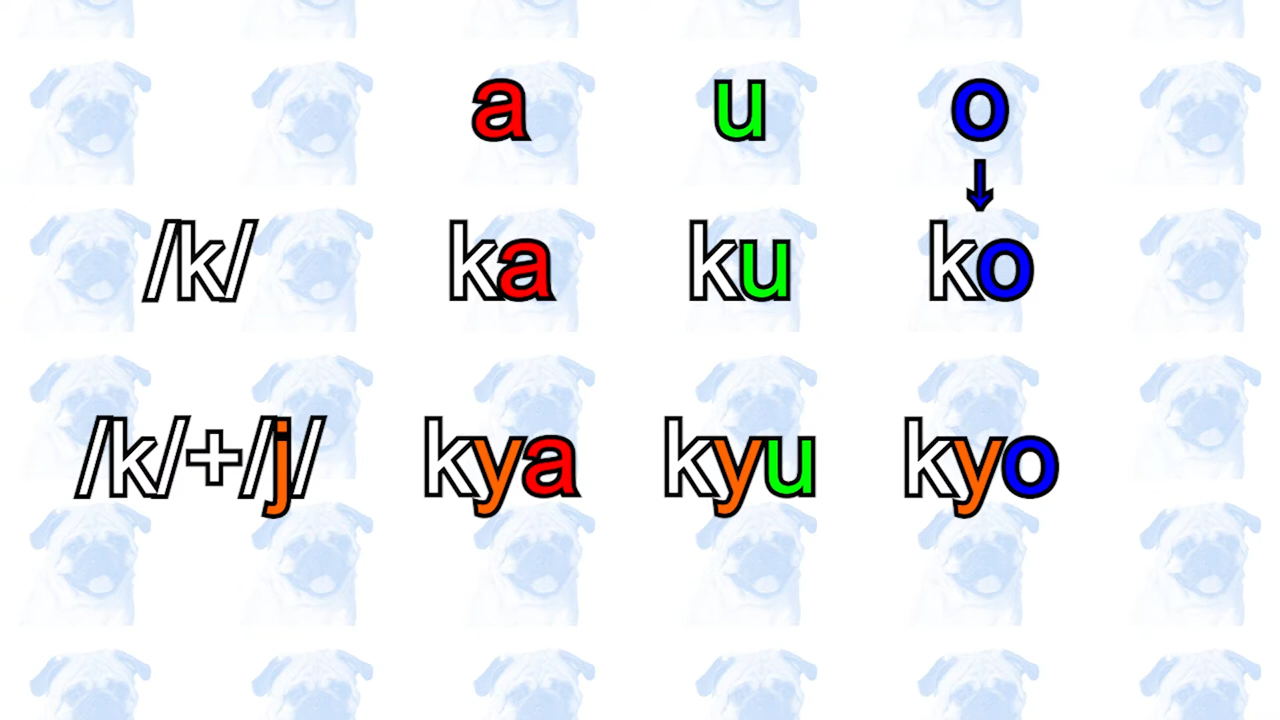 a u o
↓
/k/ ka ku ko
/k/+/j/ kya kyu kyo